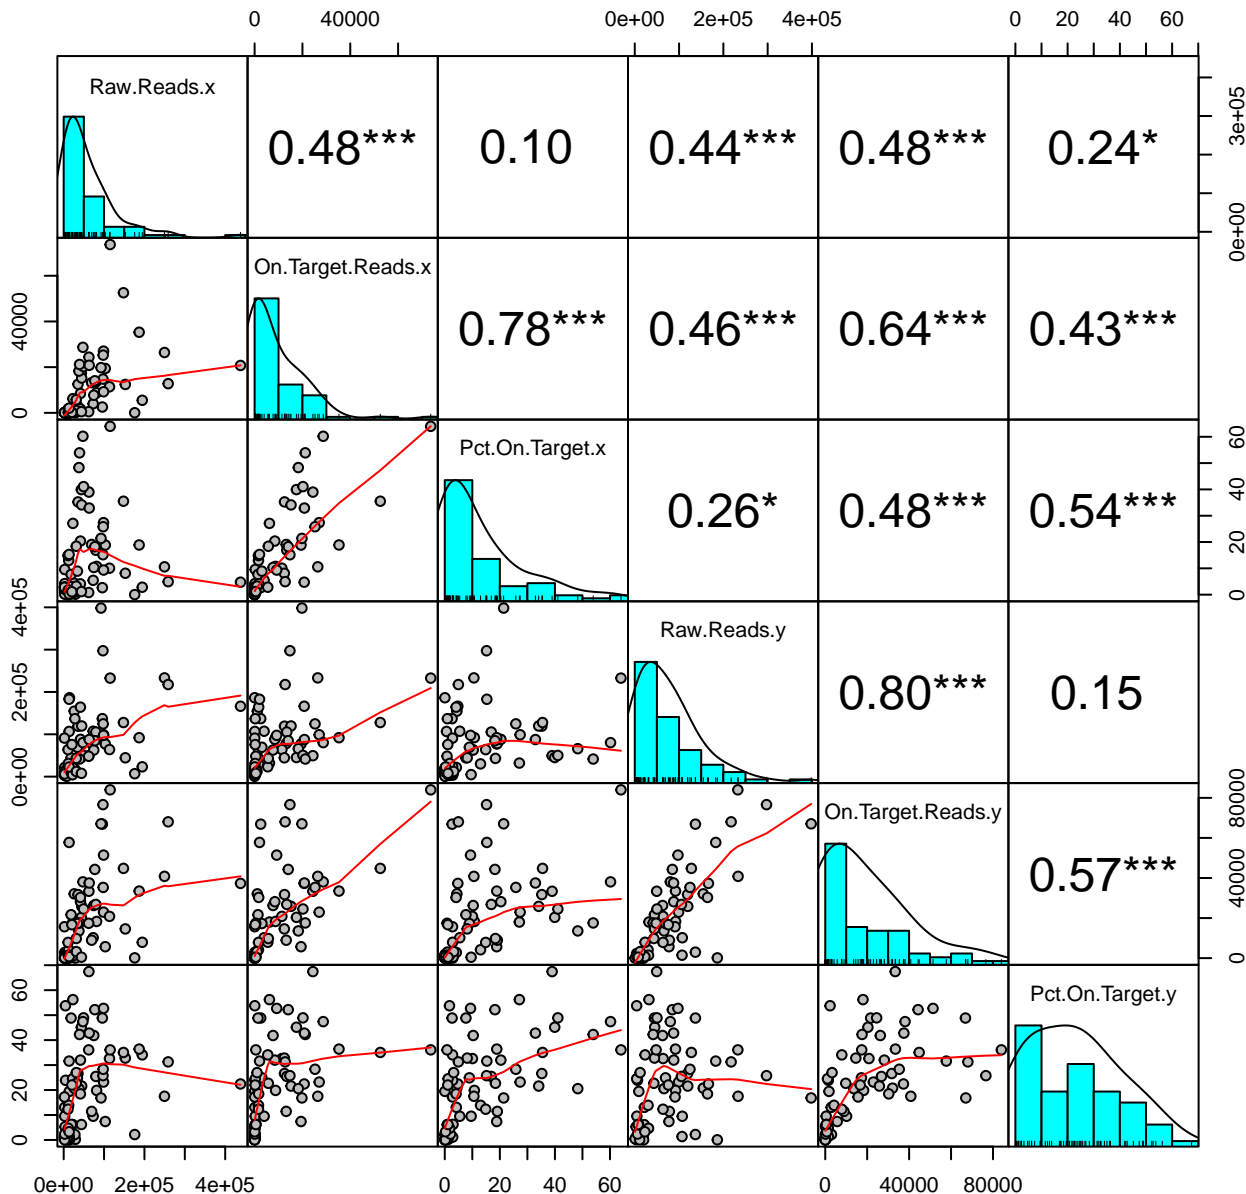 0 40000 0e+00 2e+05 4e+05 0 20 40 60
Raw.Reads.x 0.48*** 0.10 0.44*** 0.48*** 0.24* 0e+00 3e+05
0 40000 On.Target.Reads.x 0.78*** 0.46*** 0.64*** 0.43***
Pct.On.Target.x 0.26* 0.48*** 0.54*** 0 20 40 60
0e+00 2e+05 4e+05 Raw.Reads.y 0.80*** 0.15
On.Target.Reads.y 0.57*** 0 40000 80000
0 20 40 60 Pct.On.Target.y
0e+00 2e+05 4e+05 0 20 40 60 0 40000 80000